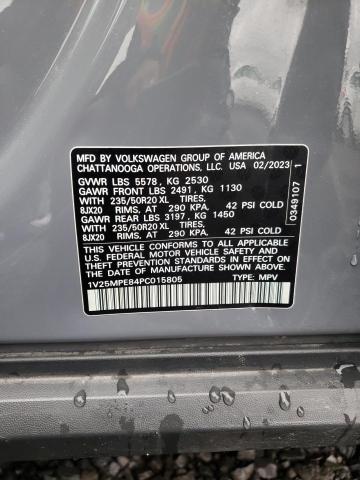 MFD BY VOLKSWAGEN GROUP OF AMERICA
CHATTANOOGA OPERATIONS, LLC. USA 02/2023
GVWR LBS 5578, KG 2530
GAWR FRONT LBS 2491, KG 1130
WITH 235/50R20 XL TIRES,
8JX20 RIMS, AT 290 KPA. 42 PSI COLD
GAWR REAR LBS 3197, KG 1450
WITH 235/50R20 XL TIRES,
8JX20 RIMS, AT 290 KPA. 42 PSI COLD
THIS VEHICLE CONFORMS TO ALL APPLICABLE
U.S. FEDERAL MOTOR VEHICLE SAFETY
STANDARDS IN EFFECT ON THE DATE OF
MANUFACTURE SHOWN ABOVE.
1V25MPE84PC015805 TYPE: MPV
0349107 1